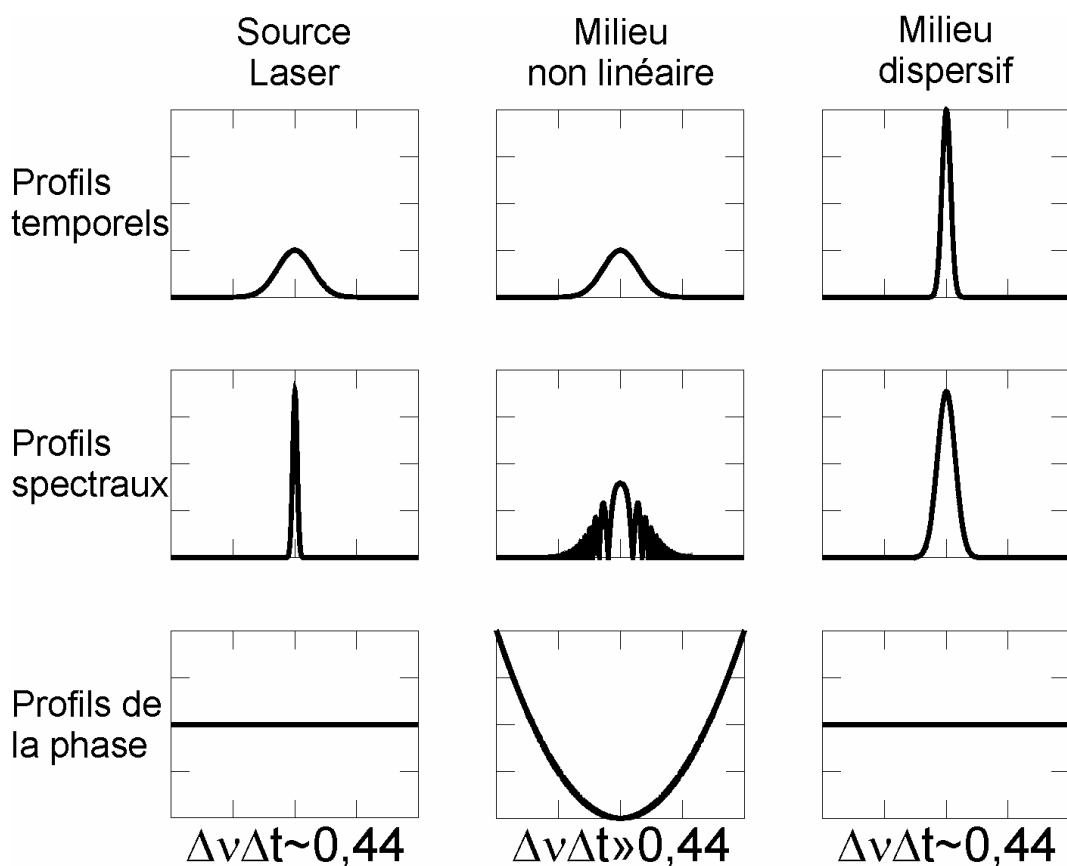 Source
Laser
Milieu
non linéaire
Milieu
dispersif
Profils
temporels
Profils
spectraux
Profils de
la phase
ΔνΔt~0,44
ΔνΔt»0,44
ΔνΔt~0,44